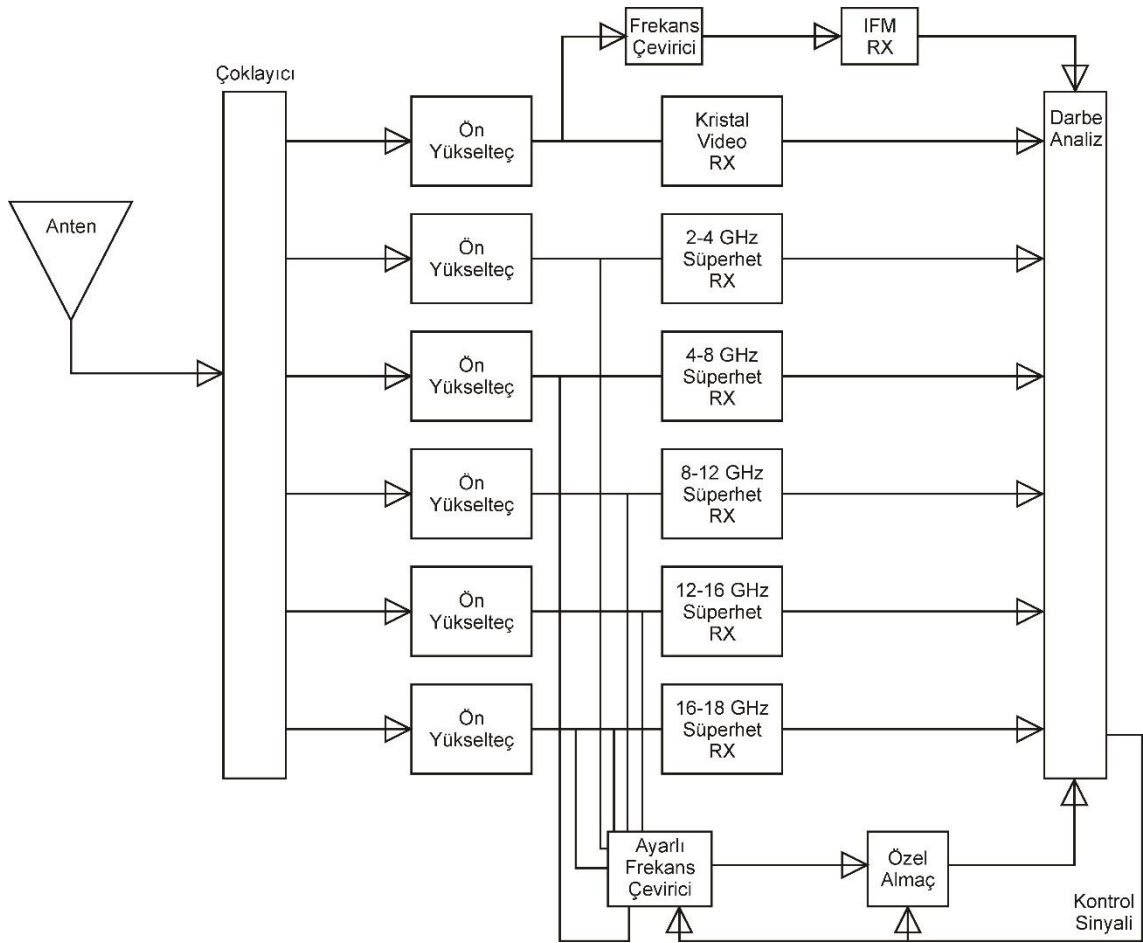 Frekans
Çevirici
IFM
RX
Çoklayıcı
Ön
Yükselteç
Kristal
Video
RX
Darbe
Analiz
Anten
Ön
Yükselteç
2-4 GHz
Süperhet
RX
Ön
Yükselteç
4-8 GHz
Süperhet
RX
Ön
Yükselteç
8-12 GHz
Süperhet
RX
Ön
Yükselteç
12-16 GHz
Süperhet
RX
Ön
Yükselteç
16-18 GHz
Süperhet
RX
Ayarlı
Frekans
Çevirici
Özel
Almaç
Kontrol
Sinyali